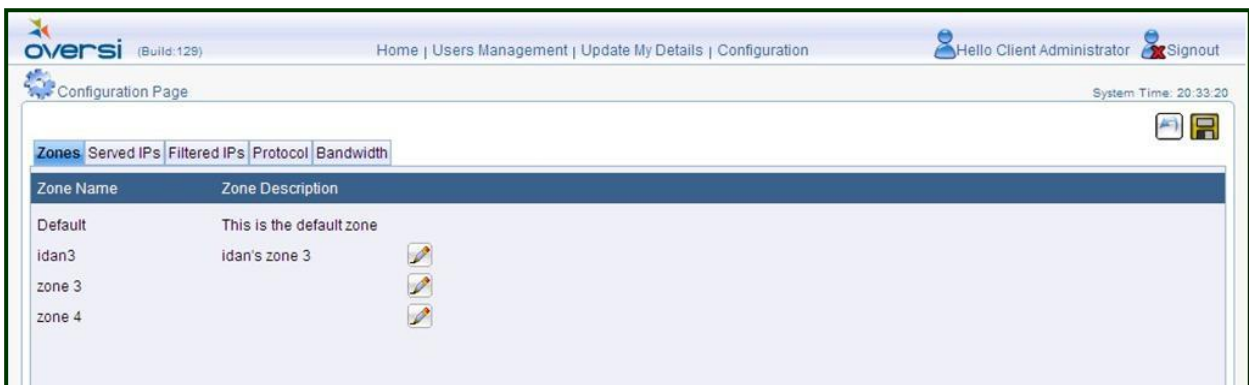 oversi (Build:129) Home | Users Management | Update My Details | Configuration Hello Client Administrator Signout
Configuration Page System Time: 20:33:20
Zones Served IPs Filtered IPs Protocol Bandwidth
Zone Name Zone Description
Default This is the default zone
idan3 idan's zone 3
zone 3
zone 4